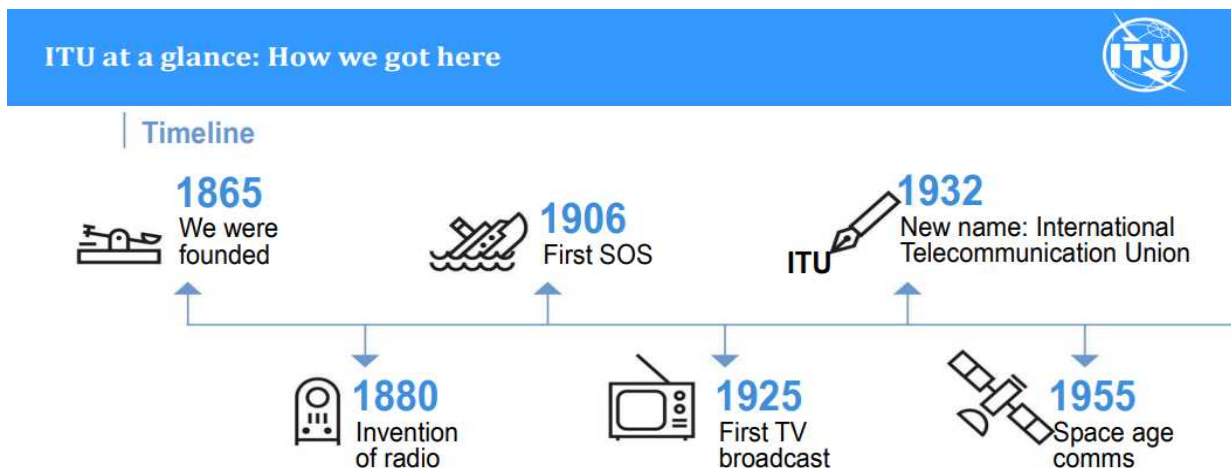 ITU at a glance: How we got here
ITU
Timeline
1865
We were
founded
1906
First SOS
1932
New name: International
Telecommunication Union
ITU
1880
Invention
of radio
1925
First TV
broadcast
1955
Space age
comms